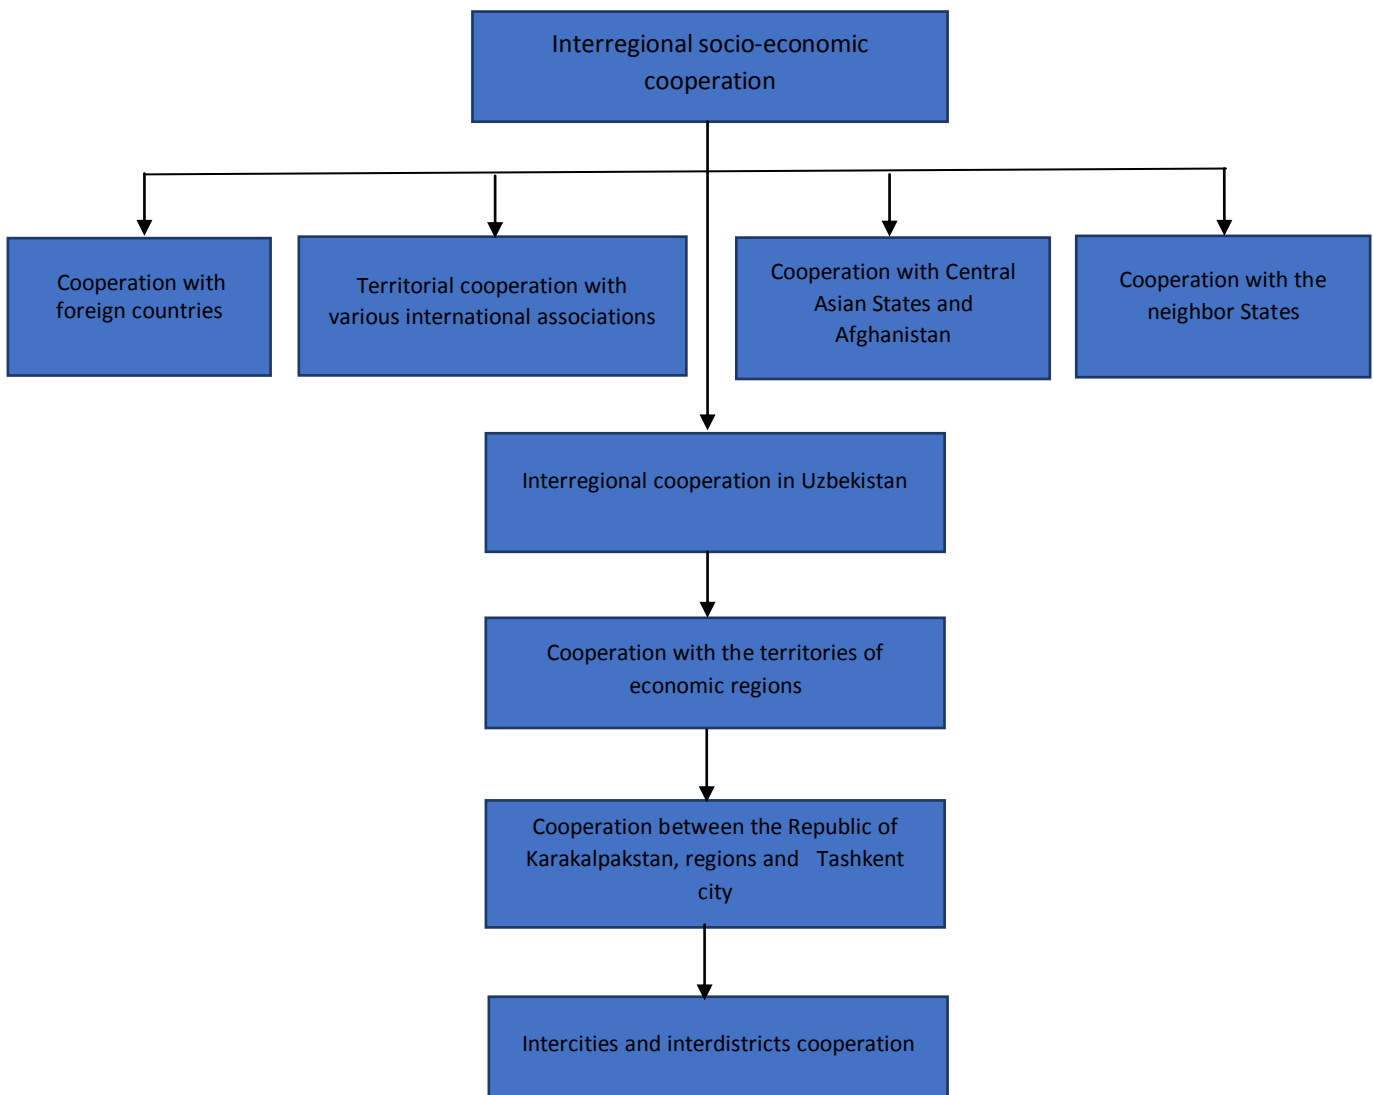 Interregional socio-economic
cooperation
Cooperation with
foreign countries
Territorial cooperation with
various international associations
Cooperation with Central
Asian States and
Afghanistan
Cooperation with the
neighbor States
Interregional cooperation in Uzbekistan
Cooperation with the territories of
economic regions
Cooperation between the Republic of
Karakalpakstan, regions and Tashkent
city
Intercities and interdistricts cooperation